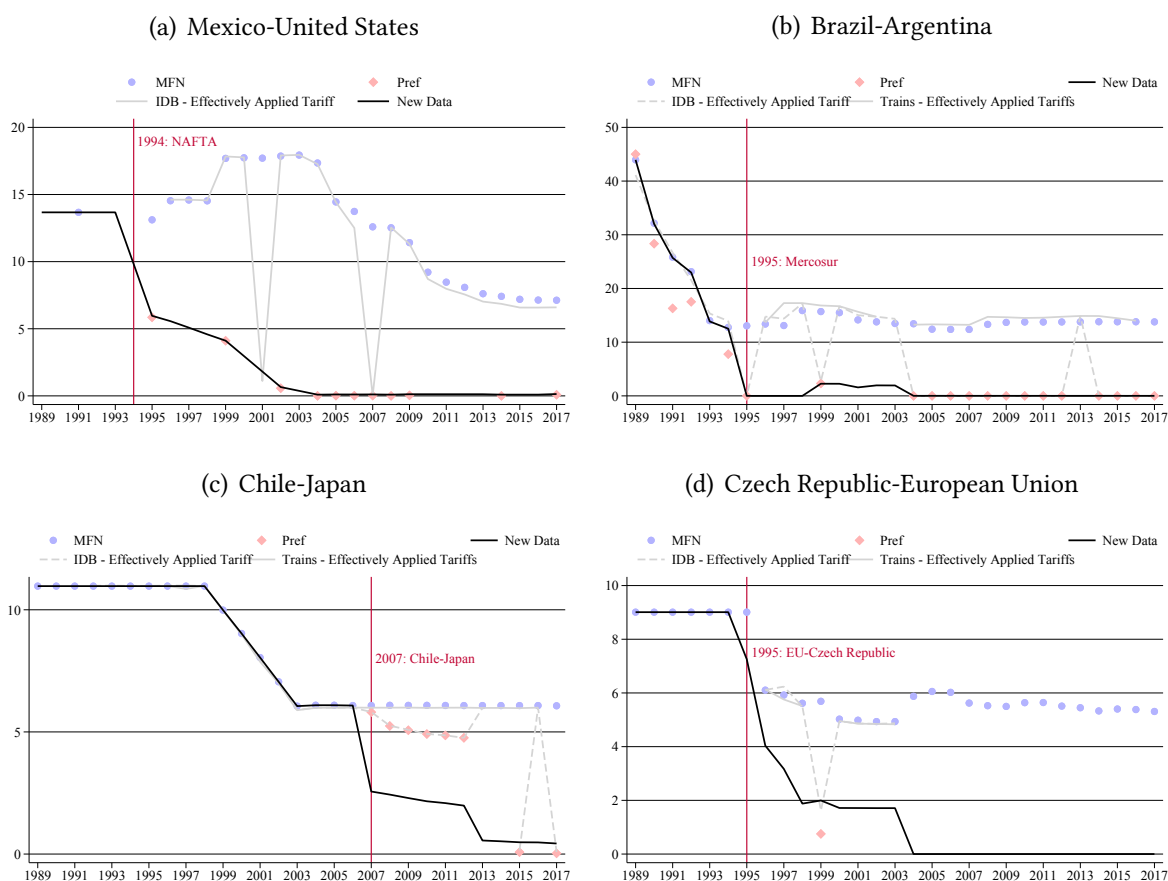 (a) Mexico-United States
MFN Pref
IDB - Effectively Applied Tariff New Data
20
1994: NAFTA
15
10
5
0
1989 1991 1993 1995 1997 1999 2001 2003 2005 2007 2009 2011 2013 2015 2017
(b) Brazil-Argentina
MFN Pref New Data
IDB - Effectively Applied Tariff Trains - Effectively Applied Tariffs
50
40
30
1995: Mercosur
20
10
0
1989 1991 1993 1995 1997 1999 2001 2003 2005 2007 2009 2011 2013 2015 2017
(c) Chile-Japan
MFN Pref New Data
IDB - Effectively Applied Tariff Trains - Effectively Applied Tariffs
10
2007: Chile-Japan
5
0
1989 1991 1993 1995 1997 1999 2001 2003 2005 2007 2009 2011 2013 2015 2017
(d) Czech Republic-European Union
MFN Pref New Data
IDB - Effectively Applied Tariff Trains - Effectively Applied Tariffs
10
8
1995: EU-Czech Republic
6
4
2
0
1989 1991 1993 1995 1997 1999 2001 2003 2005 2007 2009 2011 2013 2015 2017